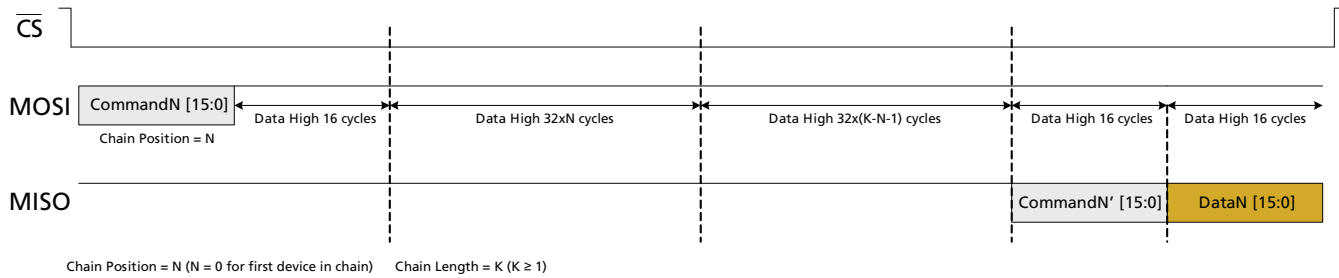 CS
MOSI
CommandN [15:0]
Data High 16 cycles
Data High 32xN cycles
Data High 32x(K-N-1) cycles
Data High 16 cycles
Data High 16 cycles
Chain Position = N
MISO
CommandN’ [15:0]
DataN [15:0]
Chain Position = N (N = 0 for first device in chain) Chain Length = K (K ≥ 1)